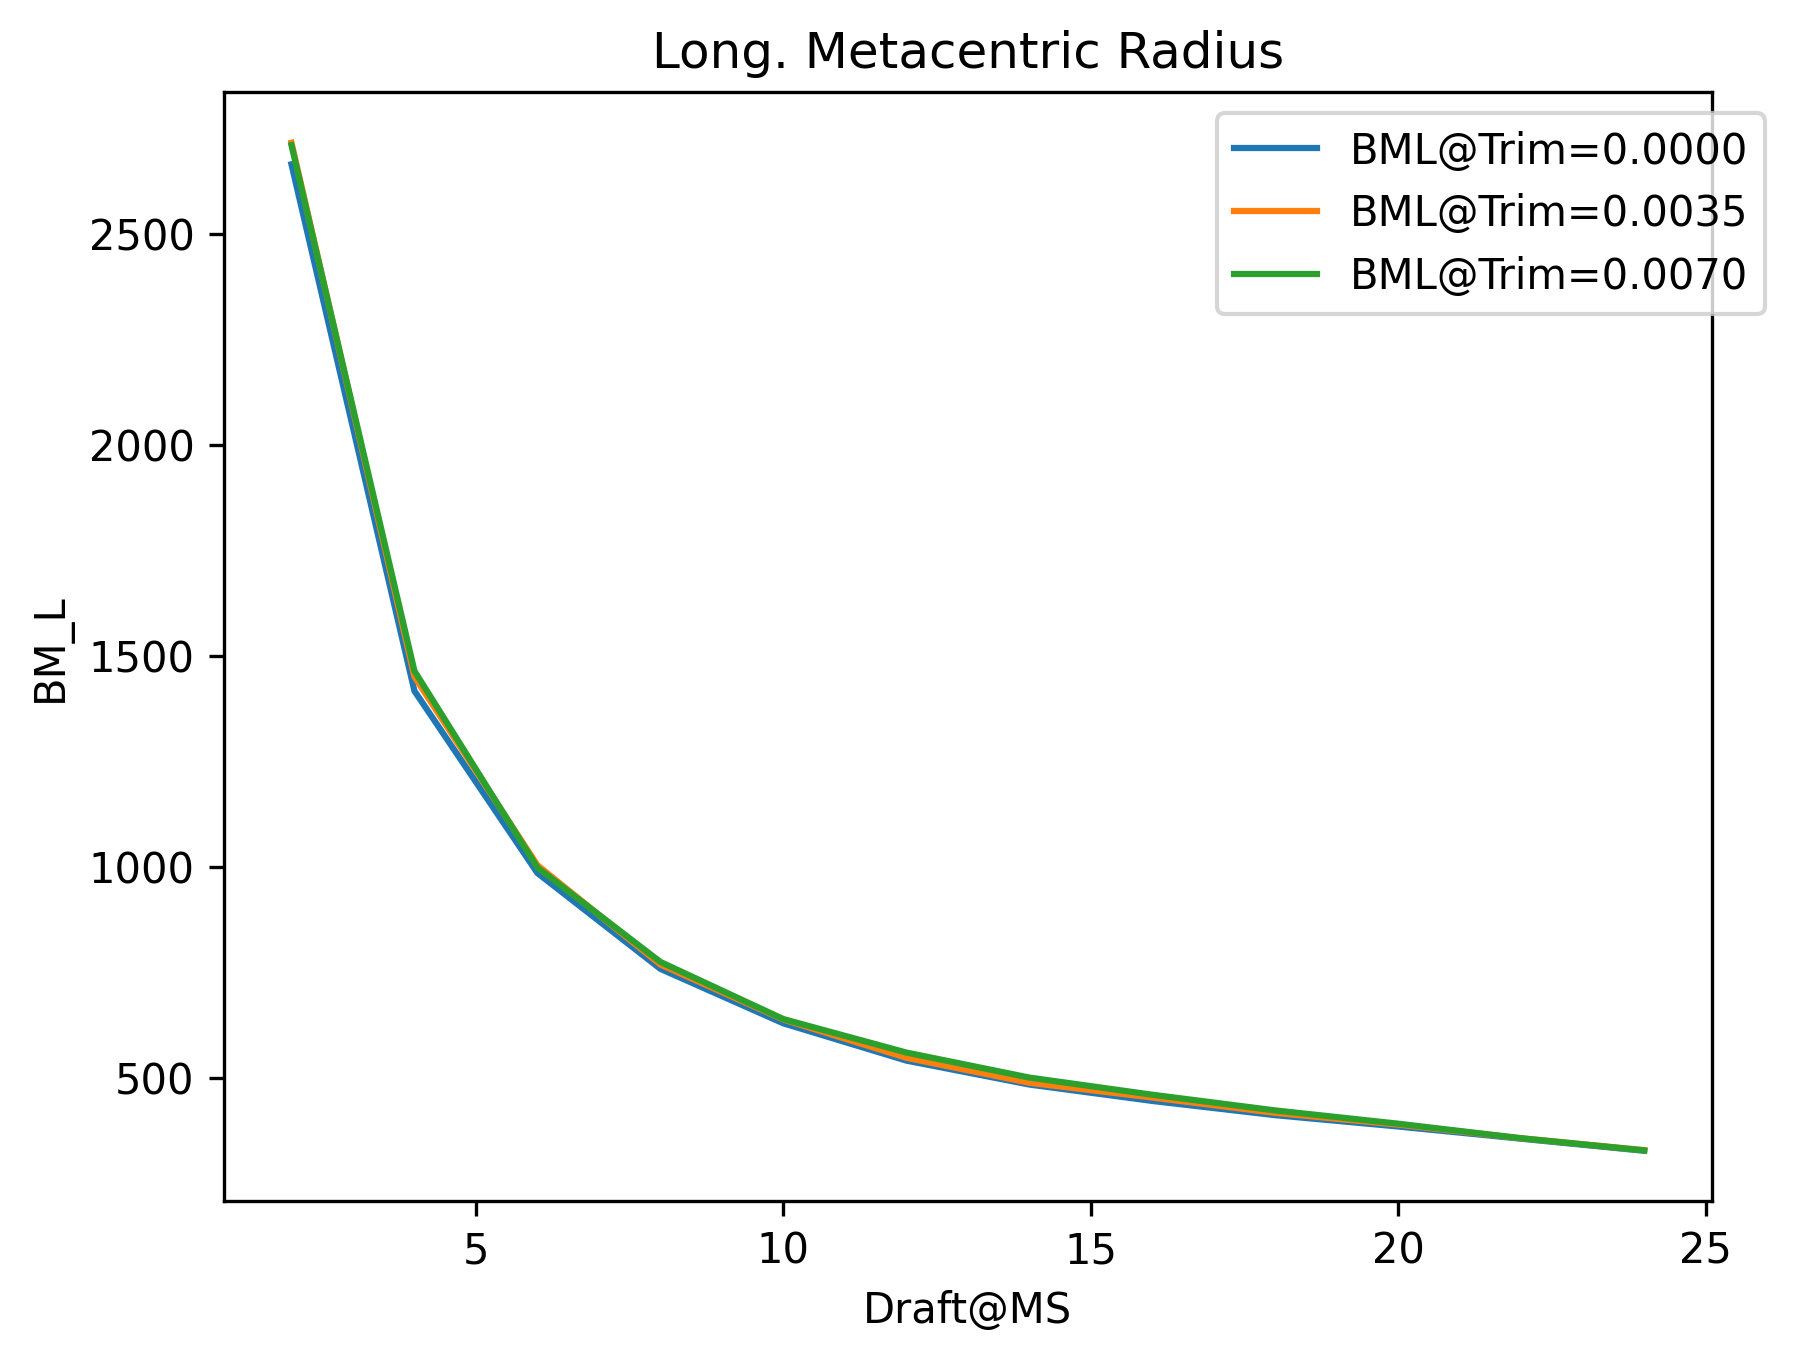 Long. Metacentric Radius
BML@Trim=0.0000
BML@Trim=0.0035
BML@Trim=0.0070
2500
2000
1500
1000
500
BM_L
5 10 15 20 25
Draft@MS